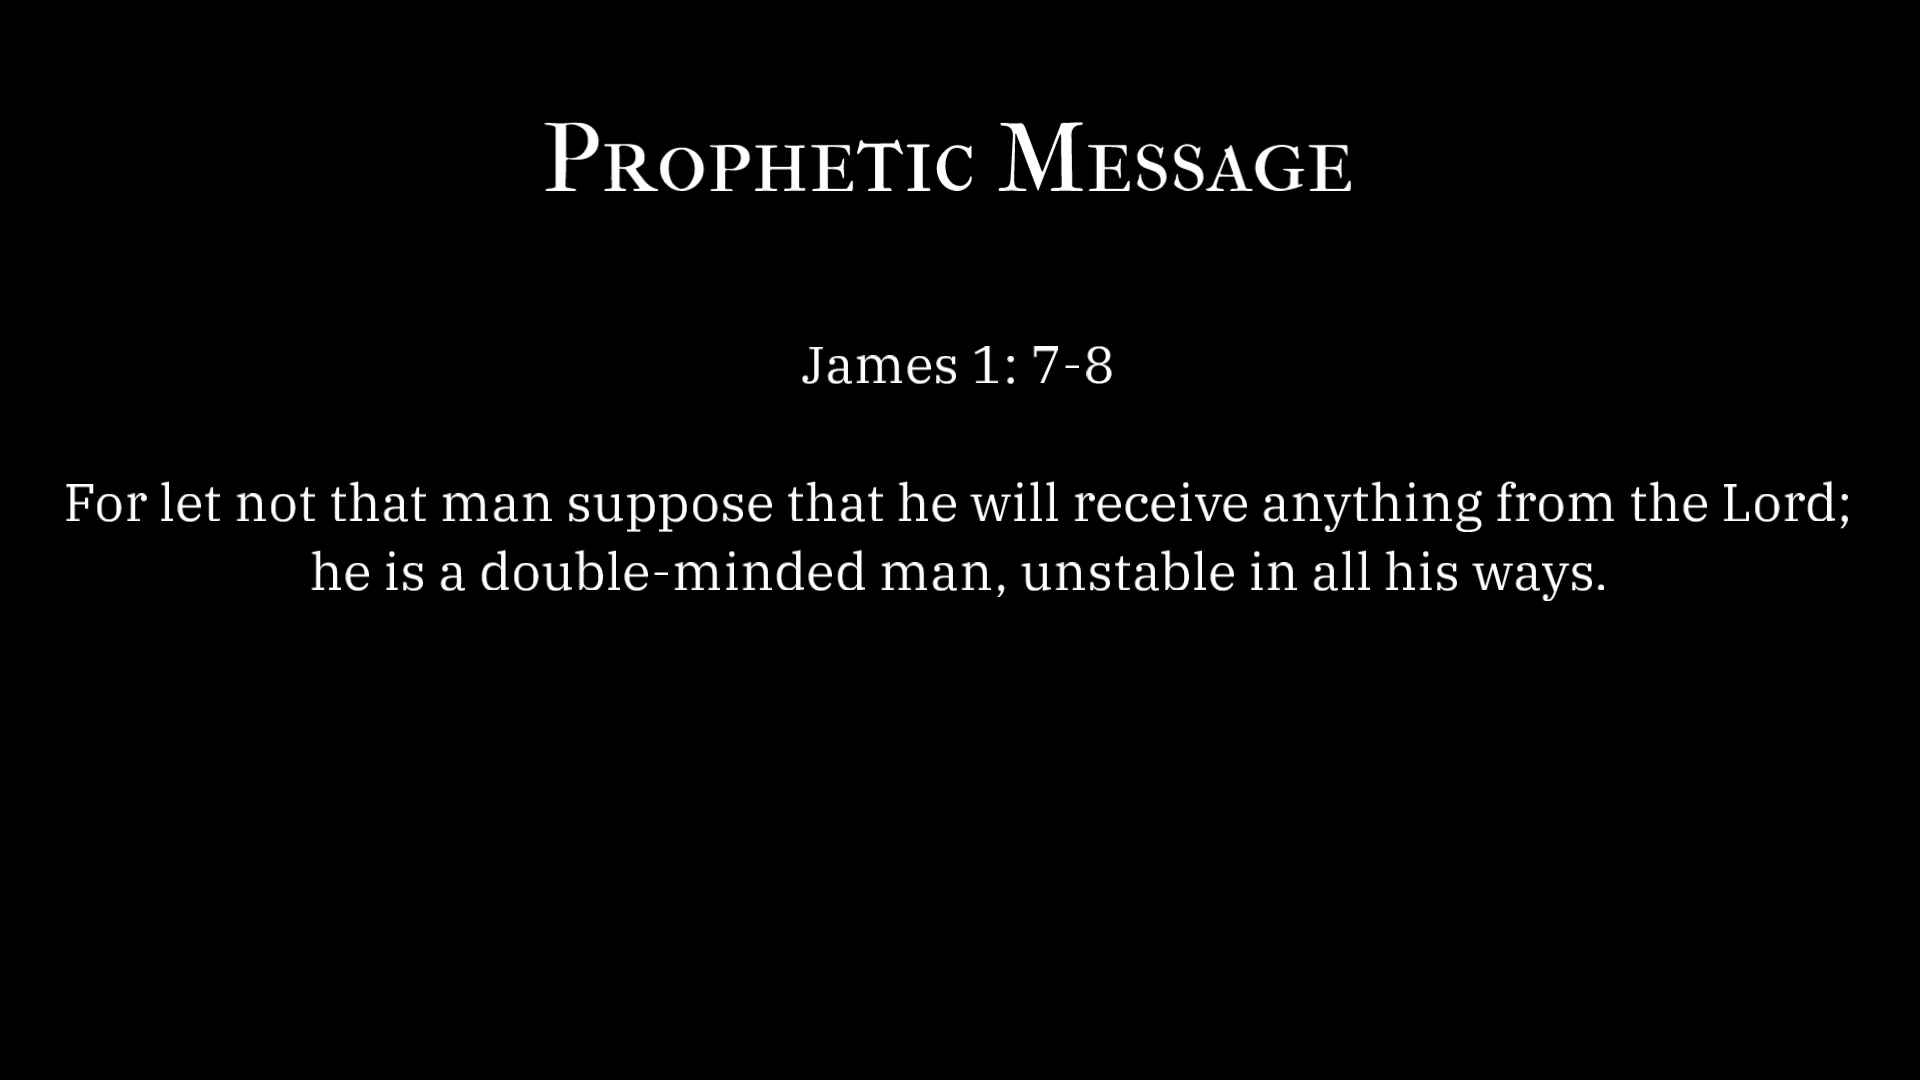 Prophetic Message
James 1: 7-8
For let not that man suppose that he will receive anything from the Lord;
he is a double-minded man, unstable in all his ways.